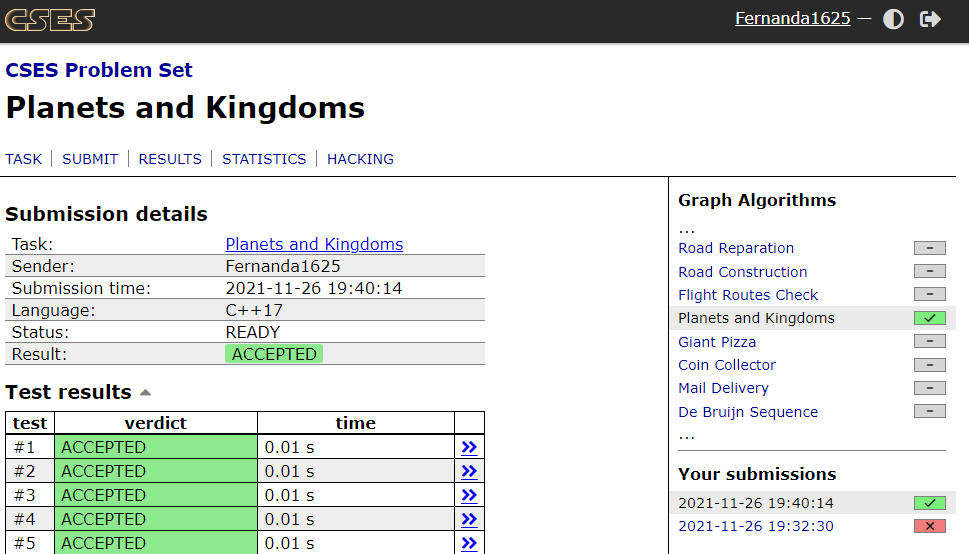 CSES
Fernanda1625 —
CSES Problem Set
Planets and Kingdoms
TASK | SUBMIT | RESULTS | STATISTICS | HACKING
Submission details
Task: Planets and Kingdoms
Sender: Fernanda1625
Submission time: 2021-11-26 19:40:14
Language: C++17
Status: READY
Result: ACCEPTED
Test results
test verdict time
#1 ACCEPTED 0.01 s »
#2 ACCEPTED 0.01 s »
#3 ACCEPTED 0.01 s »
#4 ACCEPTED 0.01 s »
#5 ACCEPTED 0.01 s »
Graph Algorithms
...
Road Reparation –
Road Construction –
Flight Routes Check –
Planets and Kingdoms ✓
Giant Pizza –
Coin Collector –
Mail Delivery –
De Bruijn Sequence –
...
Your submissions
2021-11-26 19:40:14 ✓
2021-11-26 19:32:30 ×